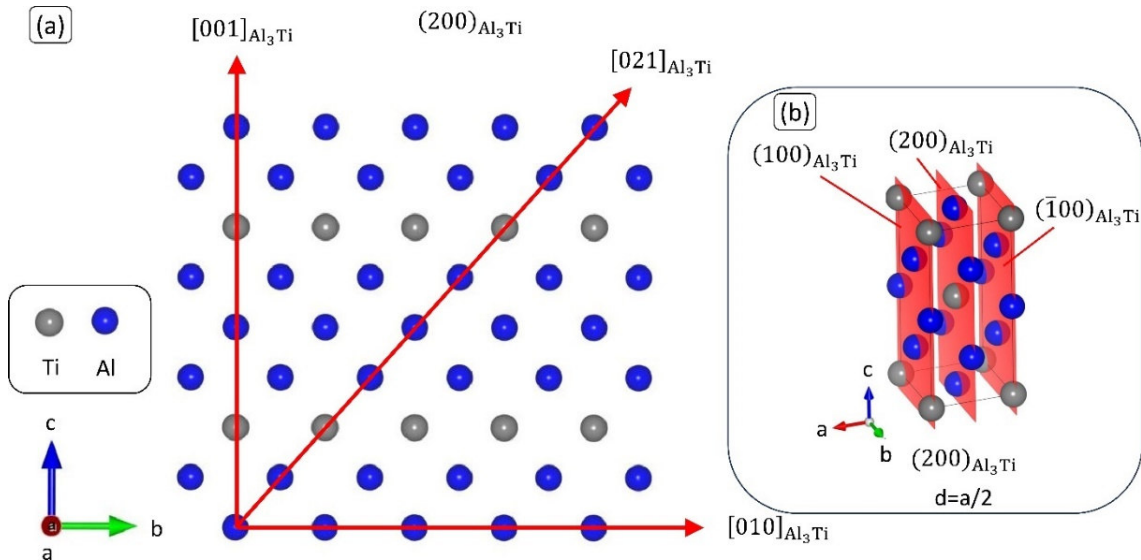 (a)
[001]Al₃Ti
(200)Al₃Ti
[021]Al₃Ti
Ti Al
c
b
a
a
[010]Al₃Ti
(b)
(100)Al₃Ti
(200)Al₃Ti
(1̅00)Al₃Ti
c
a
b
(200)Al₃Ti
d=a/2